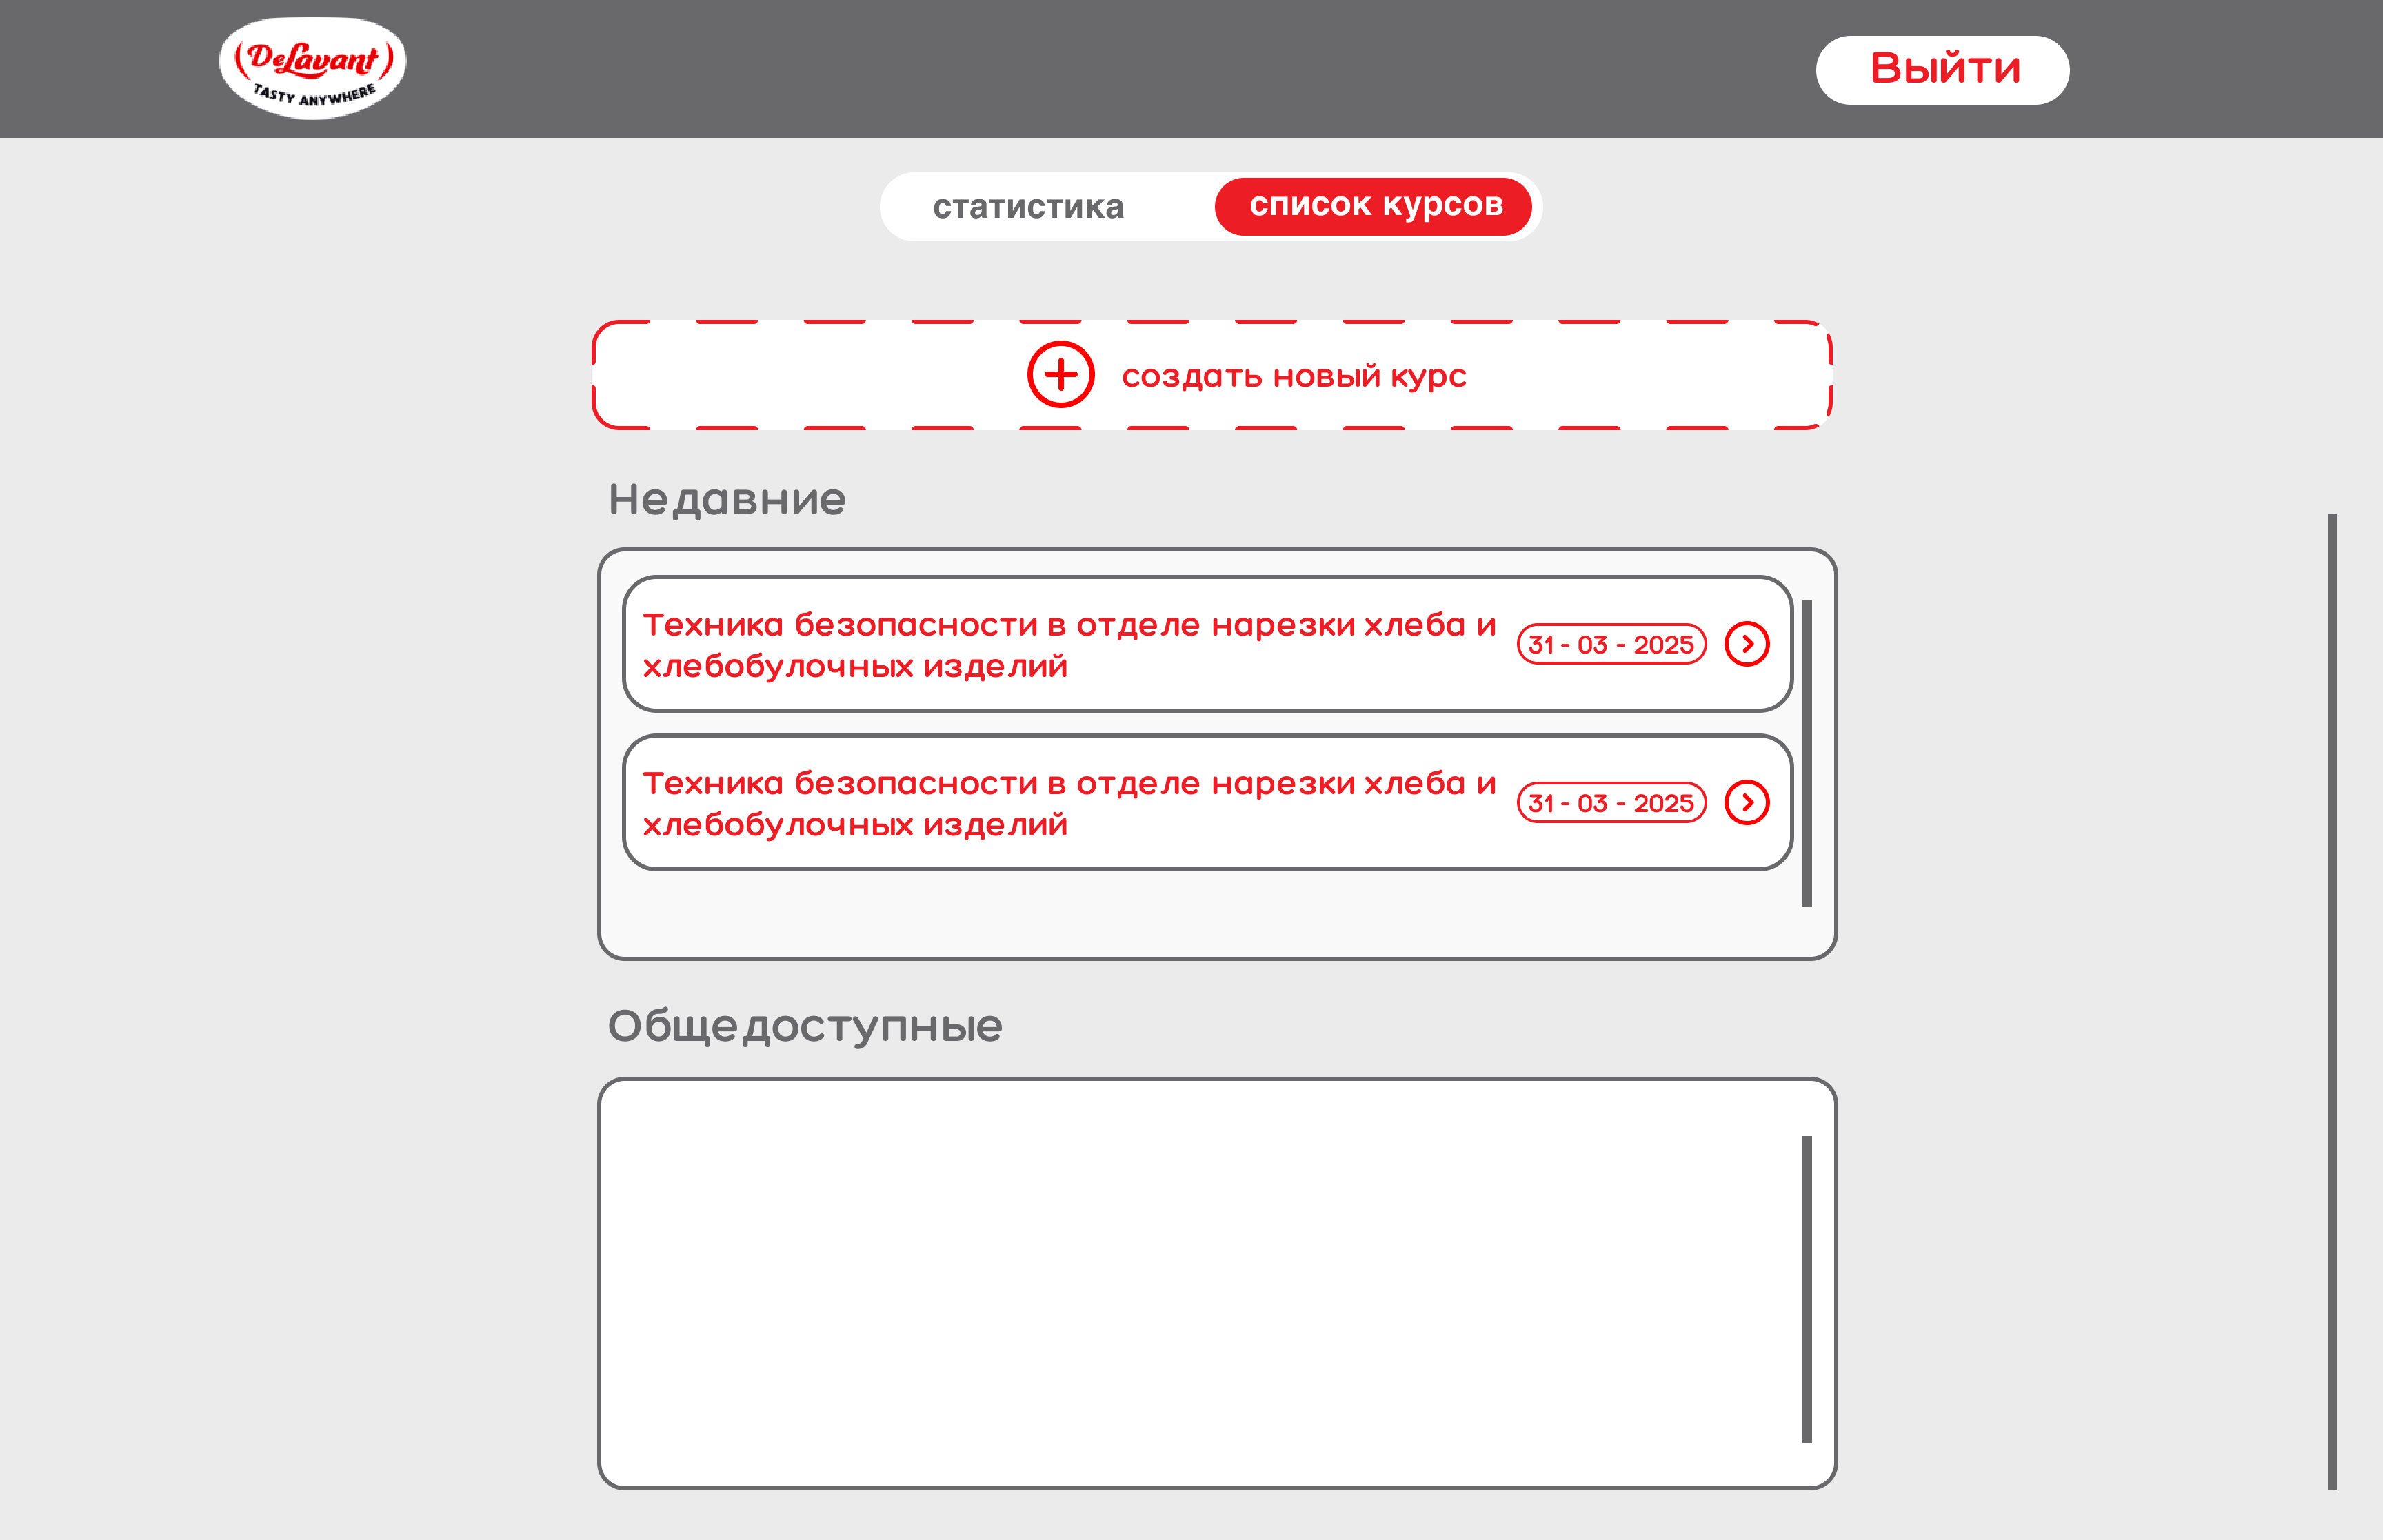 DeLavant
TASTY ANYWHERE
Выйти
статистика
список курсов
создать новый курс
Недавние
Техника безопасности в отделе нарезки хлеба и
хлебобулочных изделий
31 - 03 - 2025
Техника безопасности в отделе нарезки хлеба и
хлебобулочных изделий
31 - 03 - 2025
Общедоступные